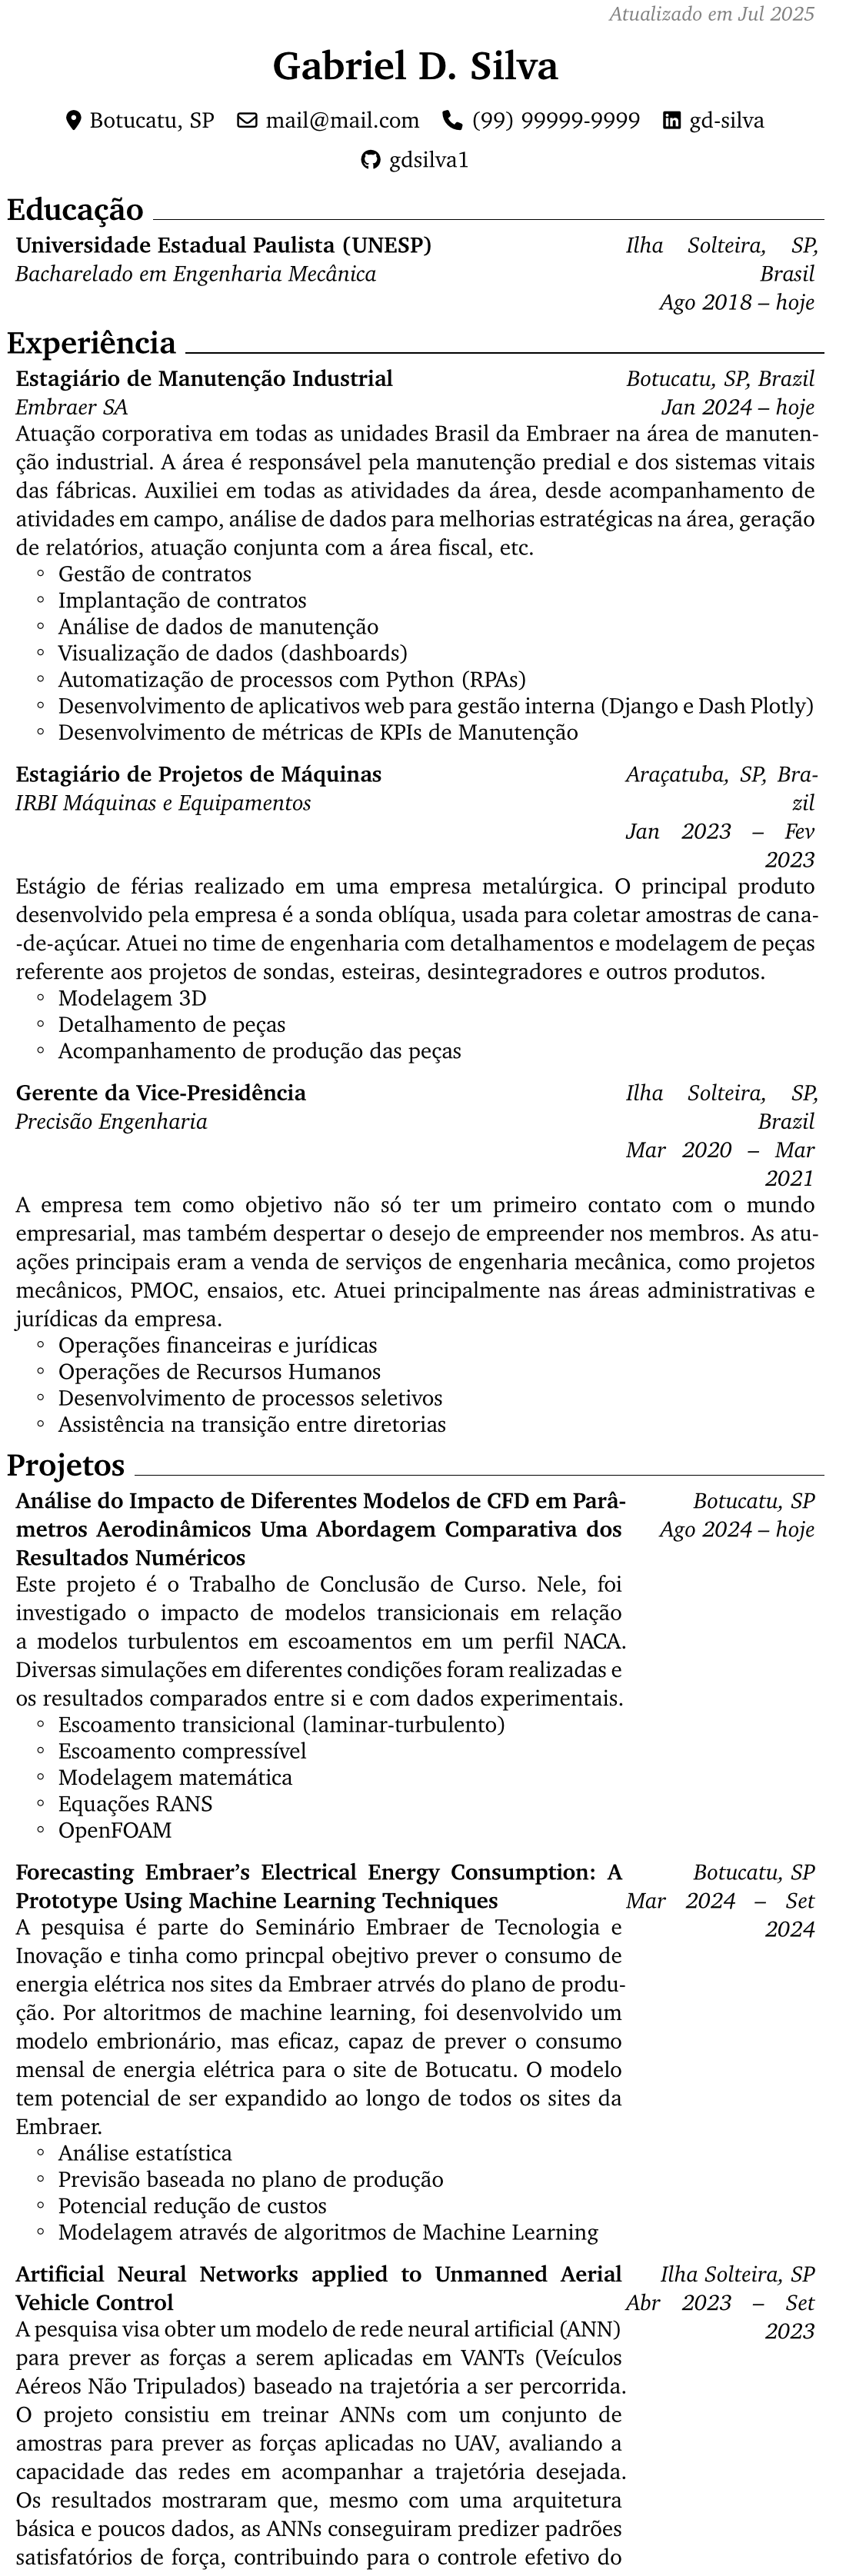 Atualizado em Jul 2025
Gabriel D. Silva
Botucatu, SP mail@mail.com (99) 99999-9999 gd-silva
gdsilva1
Educação
Universidade Estadual Paulista (UNESP) Ilha Solteira, SP,
Bacharelado em Engenharia Mecânica Brasil
Ago 2018 – hoje
Experiência
Estagiário de Manutenção Industrial Botucatu, SP, Brazil
Embraer SA Jan 2024 – hoje
Atuação corporativa em todas as unidades Brasil da Embraer na área de manuten-
ção industrial. A área é responsável pela manutenção predial e dos sistemas vitais
das fábricas. Auxiliei em todas as atividades da área, desde acompanhamento de
atividades em campo, análise de dados para melhorias estratégicas na área, geração
de relatórios, atuação conjunta com a área fiscal, etc.
◦ Gestão de contratos
◦ Implantação de contratos
◦ Análise de dados de manutenção
◦ Visualização de dados (dashboards)
◦ Automatização de processos com Python (RPAs)
◦ Desenvolvimento de aplicativos web para gestão interna (Django e Dash Plotly)
◦ Desenvolvimento de métricas de KPIs de Manutenção
Estagiário de Projetos de Máquinas Araçatuba, SP, Bra-
IRBI Máquinas e Equipamentos zil
Jan 2023 – Fev
2023
Estágio de férias realizado em uma empresa metalúrgica. O principal produto
desenvolvido pela empresa é a sonda oblíqua, usada para coletar amostras de cana-
-de-açúcar. Atuei no time de engenharia com detalhamentos e modelagem de peças
referente aos projetos de sondas, esteiras, desintegradores e outros produtos.
◦ Modelagem 3D
◦ Detalhamento de peças
◦ Acompanhamento de produção das peças
Gerente da Vice-Presidência Ilha Solteira, SP,
Precisão Engenharia Brazil
Mar 2020 – Mar
2021
A empresa tem como objetivo não só ter um primeiro contato com o mundo
empresarial, mas também despertar o desejo de empreender nos membros. As atu-
ações principais eram a venda de serviços de engenharia mecânica, como projetos
mecânicos, PMOC, ensaios, etc. Atuei principalmente nas áreas administrativas e
jurídicas da empresa.
◦ Operações financeiras e jurídicas
◦ Operações de Recursos Humanos
◦ Desenvolvimento de processos seletivos
◦ Assistência na transição entre diretorias
Projetos
Análise do Impacto de Diferentes Modelos de CFD em Parâ- Botucatu, SP
metros Aerodinâmicos Uma Abordagem Comparativa dos Ago 2024 – hoje
Resultados Numéricos
Este projeto é o Trabalho de Conclusão de Curso. Nele, foi
investigado o impacto de modelos transicionais em relação
a modelos turbulentos em escoamentos em um perfil NACA.
Diversas simulações em diferentes condições foram realizadas e
os resultados comparados entre si e com dados experimentais.
◦ Escoamento transicional (laminar-turbulento)
◦ Escoamento compressível
◦ Modelagem matemática
◦ Equações RANS
◦ OpenFOAM
Forecasting Embraer’s Electrical Energy Consumption: A Botucatu, SP
Prototype Using Machine Learning Techniques Mar 2024 – Set
A pesquisa é parte do Seminário Embraer de Tecnologia e 2024
Inovação e tinha como princpal obejtivo prever o consumo de
energia elétrica nos sites da Embraer atrvés do plano de produ-
ção. Por altoritmos de machine learning, foi desenvolvido um
modelo embrionário, mas eficaz, capaz de prever o consumo
mensal de energia elétrica para o site de Botucatu. O modelo
tem potencial de ser expandido ao longo de todos os sites da
Embraer.
◦ Análise estatística
◦ Previsão baseada no plano de produção
◦ Potencial redução de custos
◦ Modelagem através de algoritmos de Machine Learning
Artificial Neural Networks applied to Unmanned Aerial Ilha Solteira, SP
Vehicle Control Abr 2023 – Set
A pesquisa visa obter um modelo de rede neural artificial (ANN) 2023
para prever as forças a serem aplicadas em VANTs (Veículos
Aéreos Não Tripulados) baseado na trajetória a ser percorrida.
O projeto consistiu em treinar ANNs com um conjunto de
amostras para prever as forças aplicadas no UAV, avaliando a
capacidade das redes em acompanhar a trajetória desejada.
Os resultados mostraram que, mesmo com uma arquitetura
básica e poucos dados, as ANNs conseguiram predizer padrões
satisfatórios de força, contribuindo para o controle efetivo do